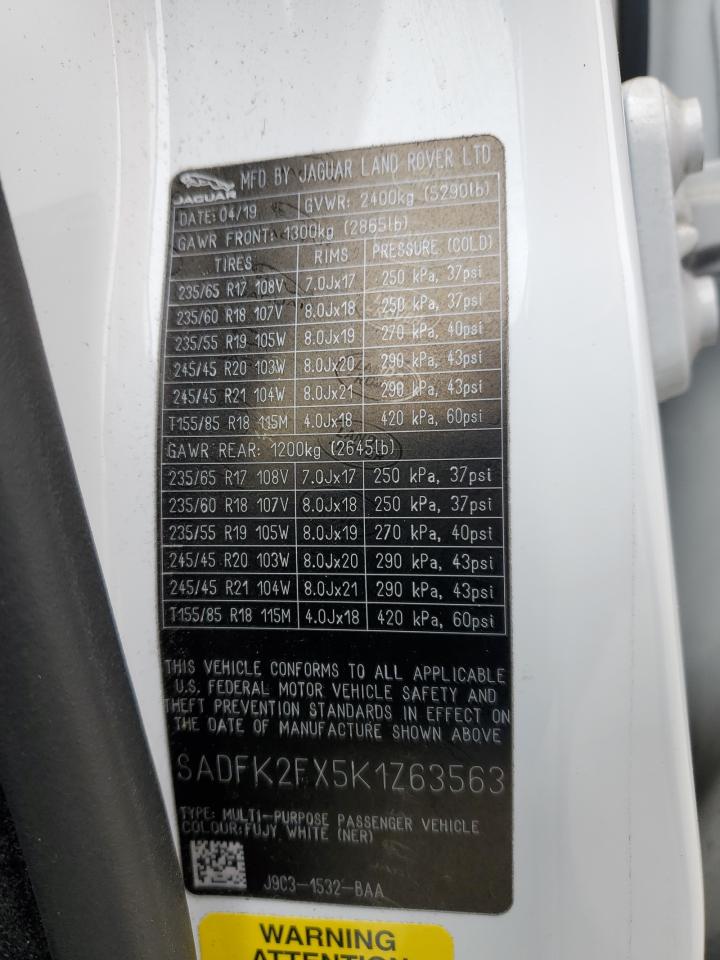 JAGUAR MFD BY JAGUAR LAND ROVER LTD
DATE: 04/19 GVWR: 2400kg (5290lb)
GAWR FRONT: 1300kg (2865lb)
TIRES RIMS PRESSURE (COLD)
235/65 R17 108V 7.0Jx17 250 kPa, 37psi
235/60 R18 107V 8.0Jx18 250 kPa, 37psi
235/55 R19 105W 8.0Jx19 270 kPa, 40psi
245/45 R20 103W 8.0Jx20 290 kPa, 43psi
245/45 R21 104W 8.0Jx21 290 kPa, 43psi
T155/85 R18 115M 4.0Jx18 420 kPa, 60psi
GAWR REAR: 1200kg (2645lb)
235/65 R17 108V 7.0Jx17 250 kPa, 37psi
235/60 R18 107V 8.0Jx18 250 kPa, 37psi
235/55 R19 105W 8.0Jx19 270 kPa, 40psi
245/45 R20 103W 8.0Jx20 290 kPa, 43psi
245/45 R21 104W 8.0Jx21 290 kPa, 43psi
T155/85 R18 115M 4.0Jx18 420 kPa, 60psi
THIS VEHICLE CONFORMS TO ALL APPLICABLE
U.S. FEDERAL MOTOR VEHICLE SAFETY AND
THEFT PREVENTION STANDARDS IN EFFECT ON
THE DATE OF MANUFACTURE SHOWN ABOVE
SADFK2FX5K1Z63563
TYPE: MULTI-PURPOSE PASSENGER VEHICLE
COLOUR:FUJY WHITE (NER)
J9C3-1532-BAA
WARNING
ATTENTION